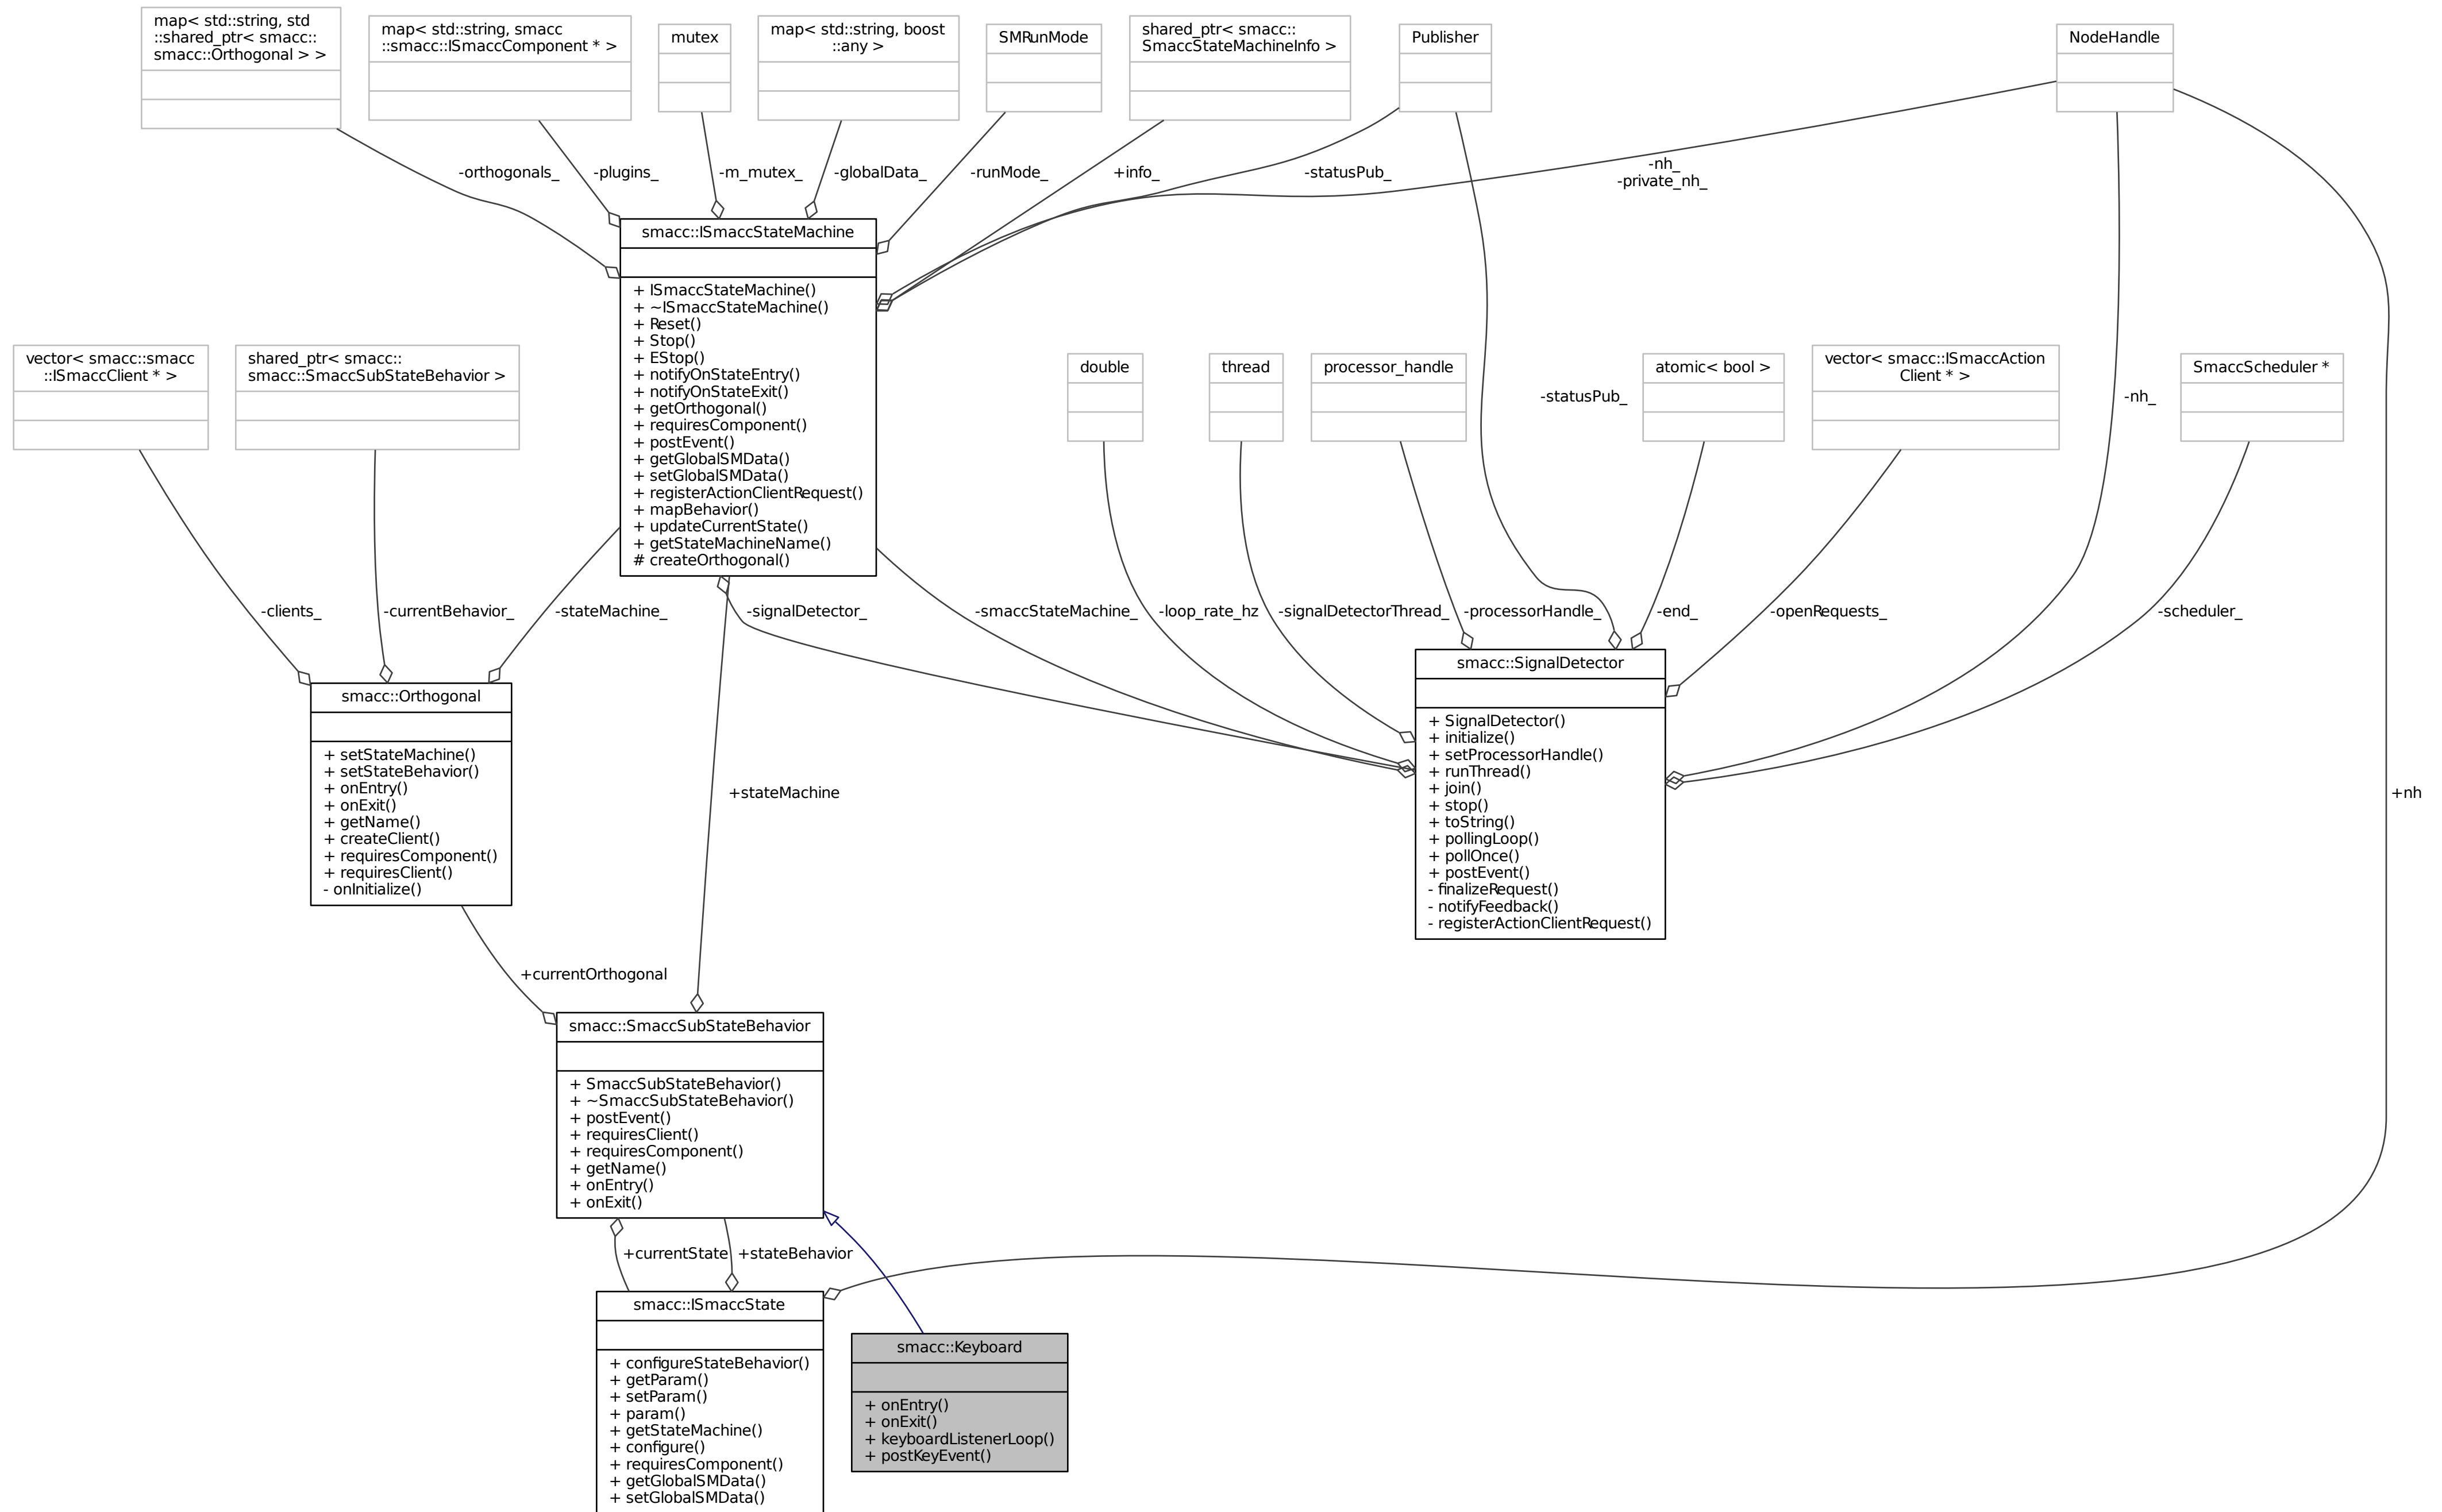 map< std::string, std
::shared_ptr< smacc::
smacc::Orthogonal > >
map< std::string, smacc
::smacc::ISmaccComponent * >
mutex
map< std::string, boost
::any >
SMRunMode
shared_ptr< smacc::
SmaccStateMachineInfo >
Publisher
NodeHandle
-orthogonals_
-plugins_
-m_mutex_
-globalData_
-runMode_
+info_
-statusPub_
-nh_
-private_nh_
smacc::ISmaccStateMachine
+ ISmaccStateMachine()
+ ~ISmaccStateMachine()
+ Reset()
+ Stop()
+ EStop()
+ notifyOnStateEntry()
+ notifyOnStateExit()
+ getOrthogonal()
+ requiresComponent()
+ postEvent()
+ getGlobalSMData()
+ setGlobalSMData()
+ registerActionClientRequest()
+ mapBehavior()
+ updateCurrentState()
+ getStateMachineName()
# createOrthogonal()
vector< smacc::smacc
::ISmaccClient * >
shared_ptr< smacc::
smacc::SmaccSubStateBehavior >
double
thread
processor_handle
-statusPub_
atomic< bool >
vector< smacc::ISmaccAction
Client * >
-nh_
SmaccScheduler *
-clients_
-currentBehavior_
-stateMachine_
-signalDetector_
-smaccStateMachine_
-loop_rate_hz
-signalDetectorThread_
-processorHandle_
-end_
-openRequests_
-scheduler_
smacc::Orthogonal
+ setStateMachine()
+ setStateBehavior()
+ onEntry()
+ onExit()
+ getName()
+ createClient()
+ requiresComponent()
+ requiresClient()
- onInitialize()
smacc::SignalDetector
+ SignalDetector()
+ initialize()
+ setProcessorHandle()
+ runThread()
+ join()
+ stop()
+ toString()
+ pollingLoop()
+ pollOnce()
+ postEvent()
- finalizeRequest()
- notifyFeedback()
- registerActionClientRequest()
+stateMachine
+nh
+currentOrthogonal
smacc::SmaccSubStateBehavior
+ SmaccSubStateBehavior()
+ ~SmaccSubStateBehavior()
+ postEvent()
+ requiresClient()
+ requiresComponent()
+ getName()
+ onEntry()
+ onExit()
+currentState
+stateBehavior
smacc::ISmaccState
+ configureStateBehavior()
+ getParam()
+ setParam()
+ param()
+ getStateMachine()
+ configure()
+ requiresComponent()
+ getGlobalSMData()
+ setGlobalSMData()
smacc::Keyboard
+ onEntry()
+ onExit()
+ keyboardListenerLoop()
+ postKeyEvent()